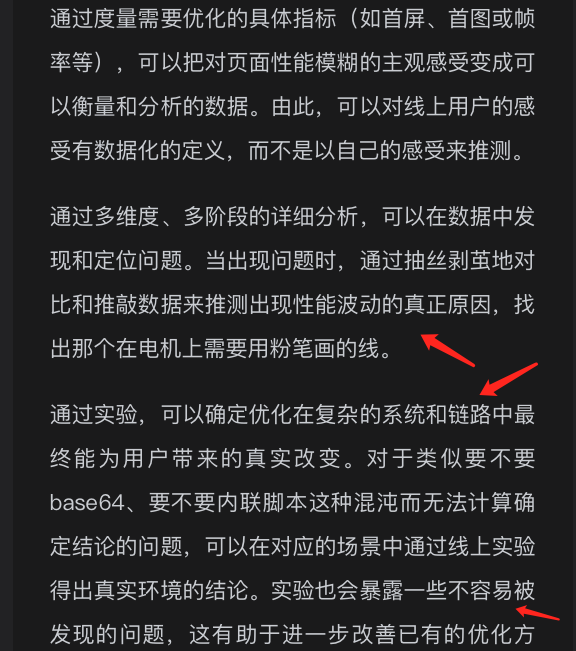 通过度量需要优化的具体指标（如首屏、首图或帧
率等），可以把对页面性能模糊的主观感受变成可
以衡量和分析的数据。由此，可以对线上用户的感
受有数据化的定义，而不是以自己的感受来推测。
通过多维度、多阶段的详细分析，可以在数据中发
现和定位问题。当出现问题时，通过抽丝剥茧地对
比和推敲数据来推测出现性能波动的真正原因，找
出那个在电机上需要用粉笔画的线。
通过实验，可以确定优化在复杂的系统和链路中最
终能为用户带来的真实改变。对于类似要不要
base64、要不要内联脚本这种混沌而无法计算确
定结论的问题，可以在对应的场景中通过线上实验
得出真实环境的结论。实验也会暴露一些不容易被
发现的问题，这有助于进一步改善已有的优化方